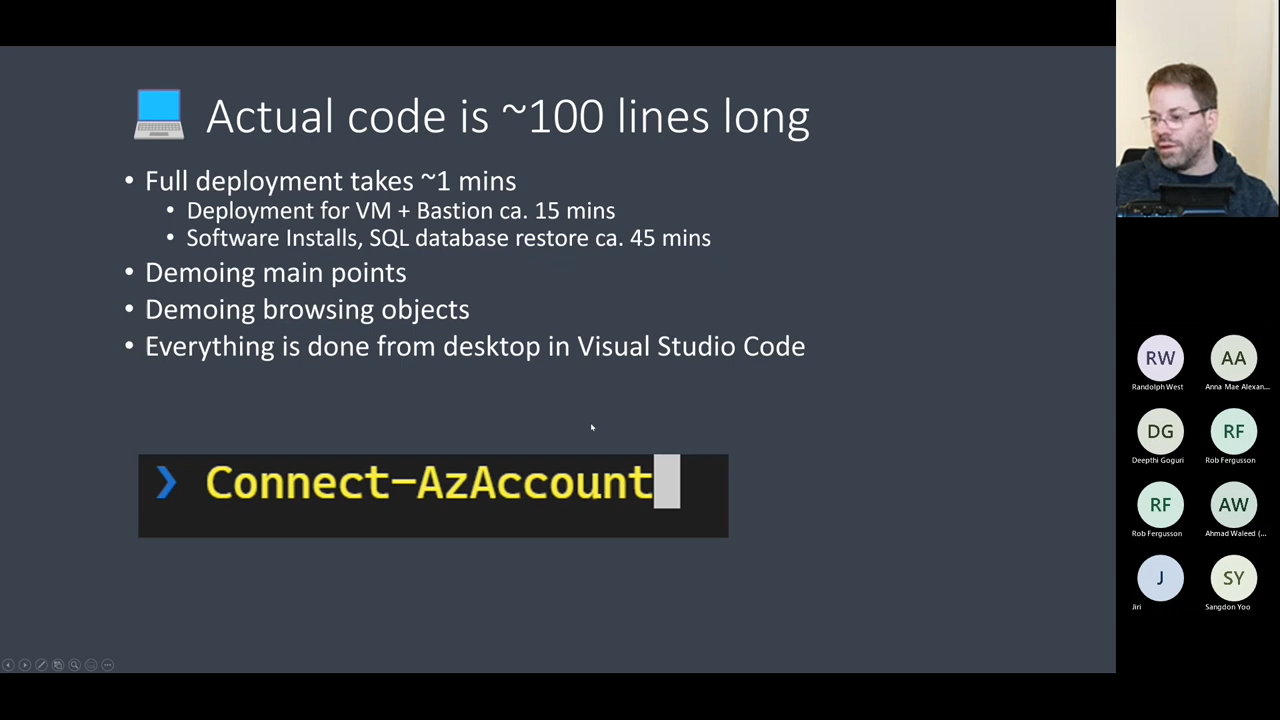 Actual code is ~100 lines long
• Full deployment takes ~1 mins
• Deployment for VM + Bastion ca. 15 mins
• Software Installs, SQL database restore ca. 45 mins
• Demoing main points
• Demoing browsing objects
• Everything is done from desktop in Visual Studio Code
❯ Connect-AzAccount
RW AA
Randolph West Anna Mae Alexan...
DG RF
Deepthi Goguri Rob Fergusson
RF AW
Rob Fergusson Ahmad Waleed (...
J SY
Jiri Sangdon Yoo